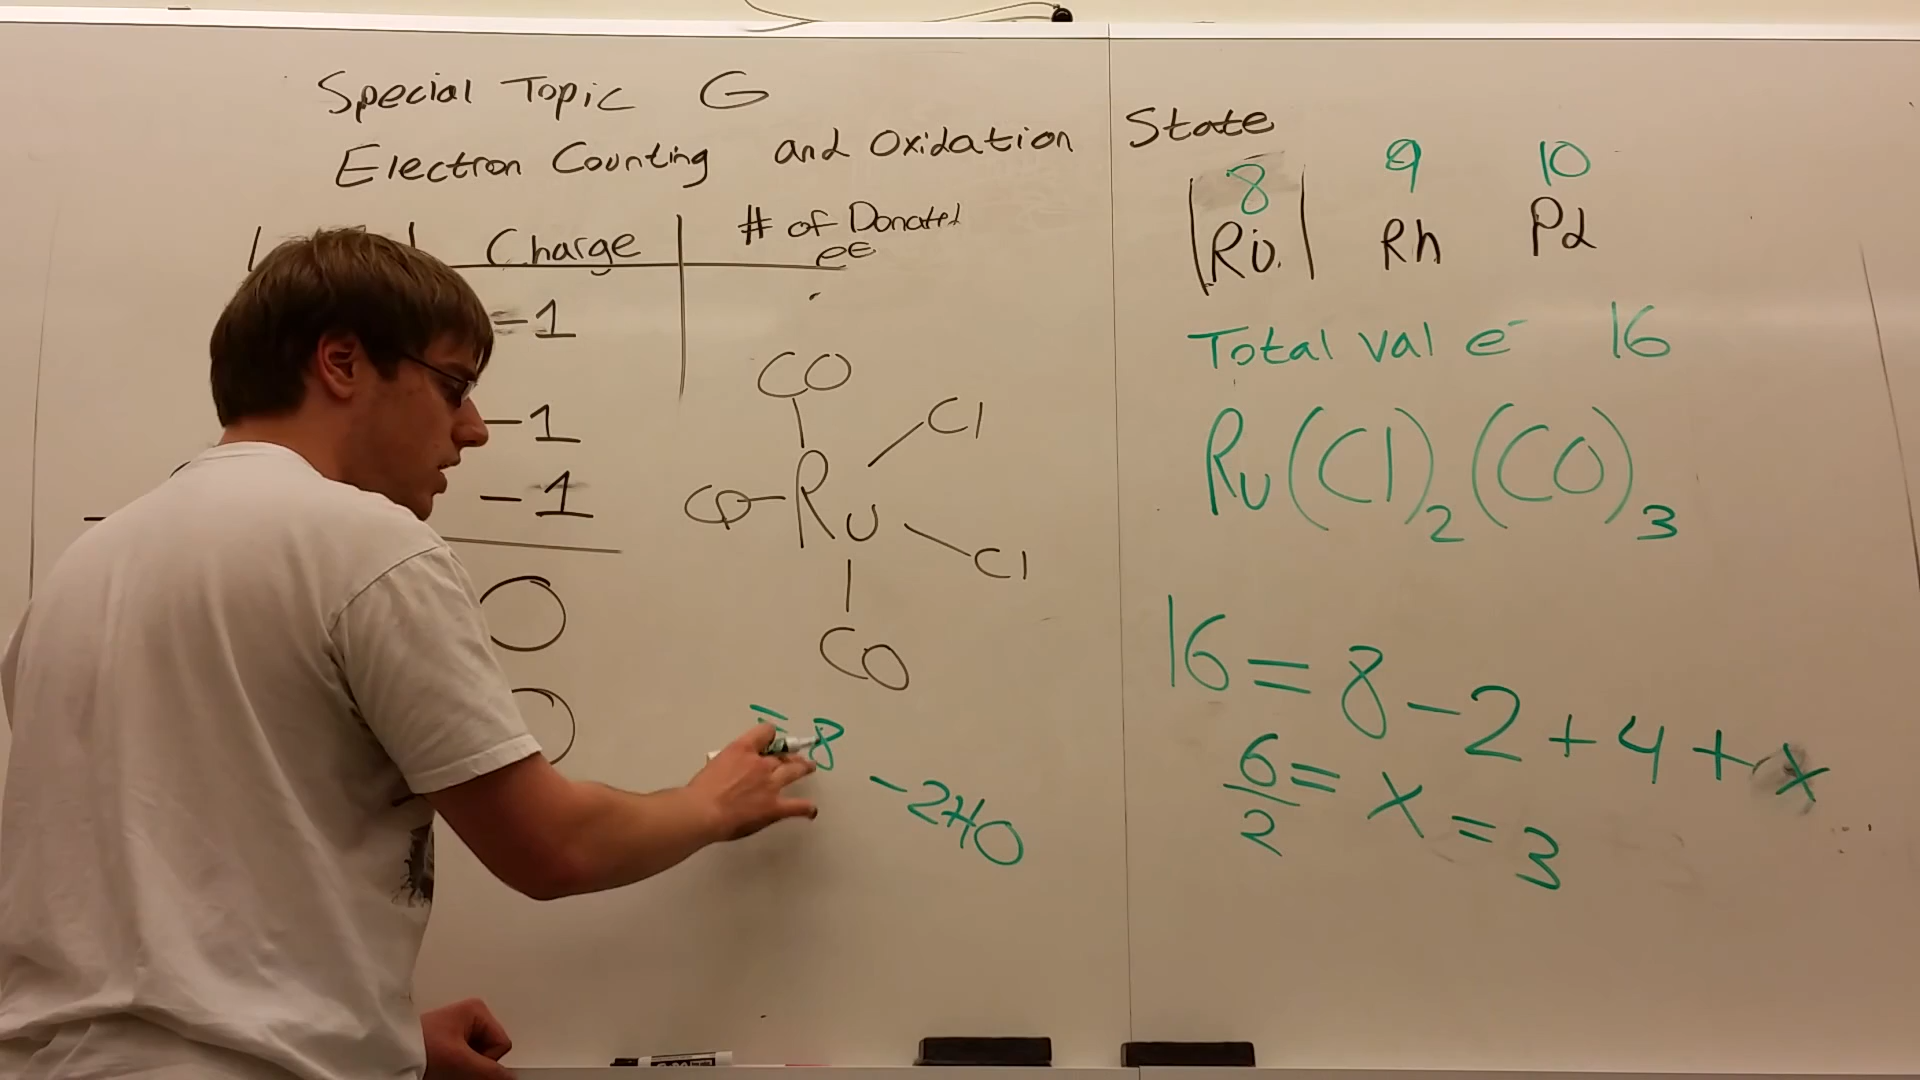 Special Topic G
Electron Counting and Oxidation State
Charge
# of Donated
ee
-1
-1
-1
O
O
CO
Cl
CO-Ru
Cl
CO
= 8
-2+0
8 9 10
Ru Rh Pd
Total val e⁻ 16
Ru(Cl)₂(CO)₃
16 = 8 - 2 + 4 + x
6/2 = x = 3